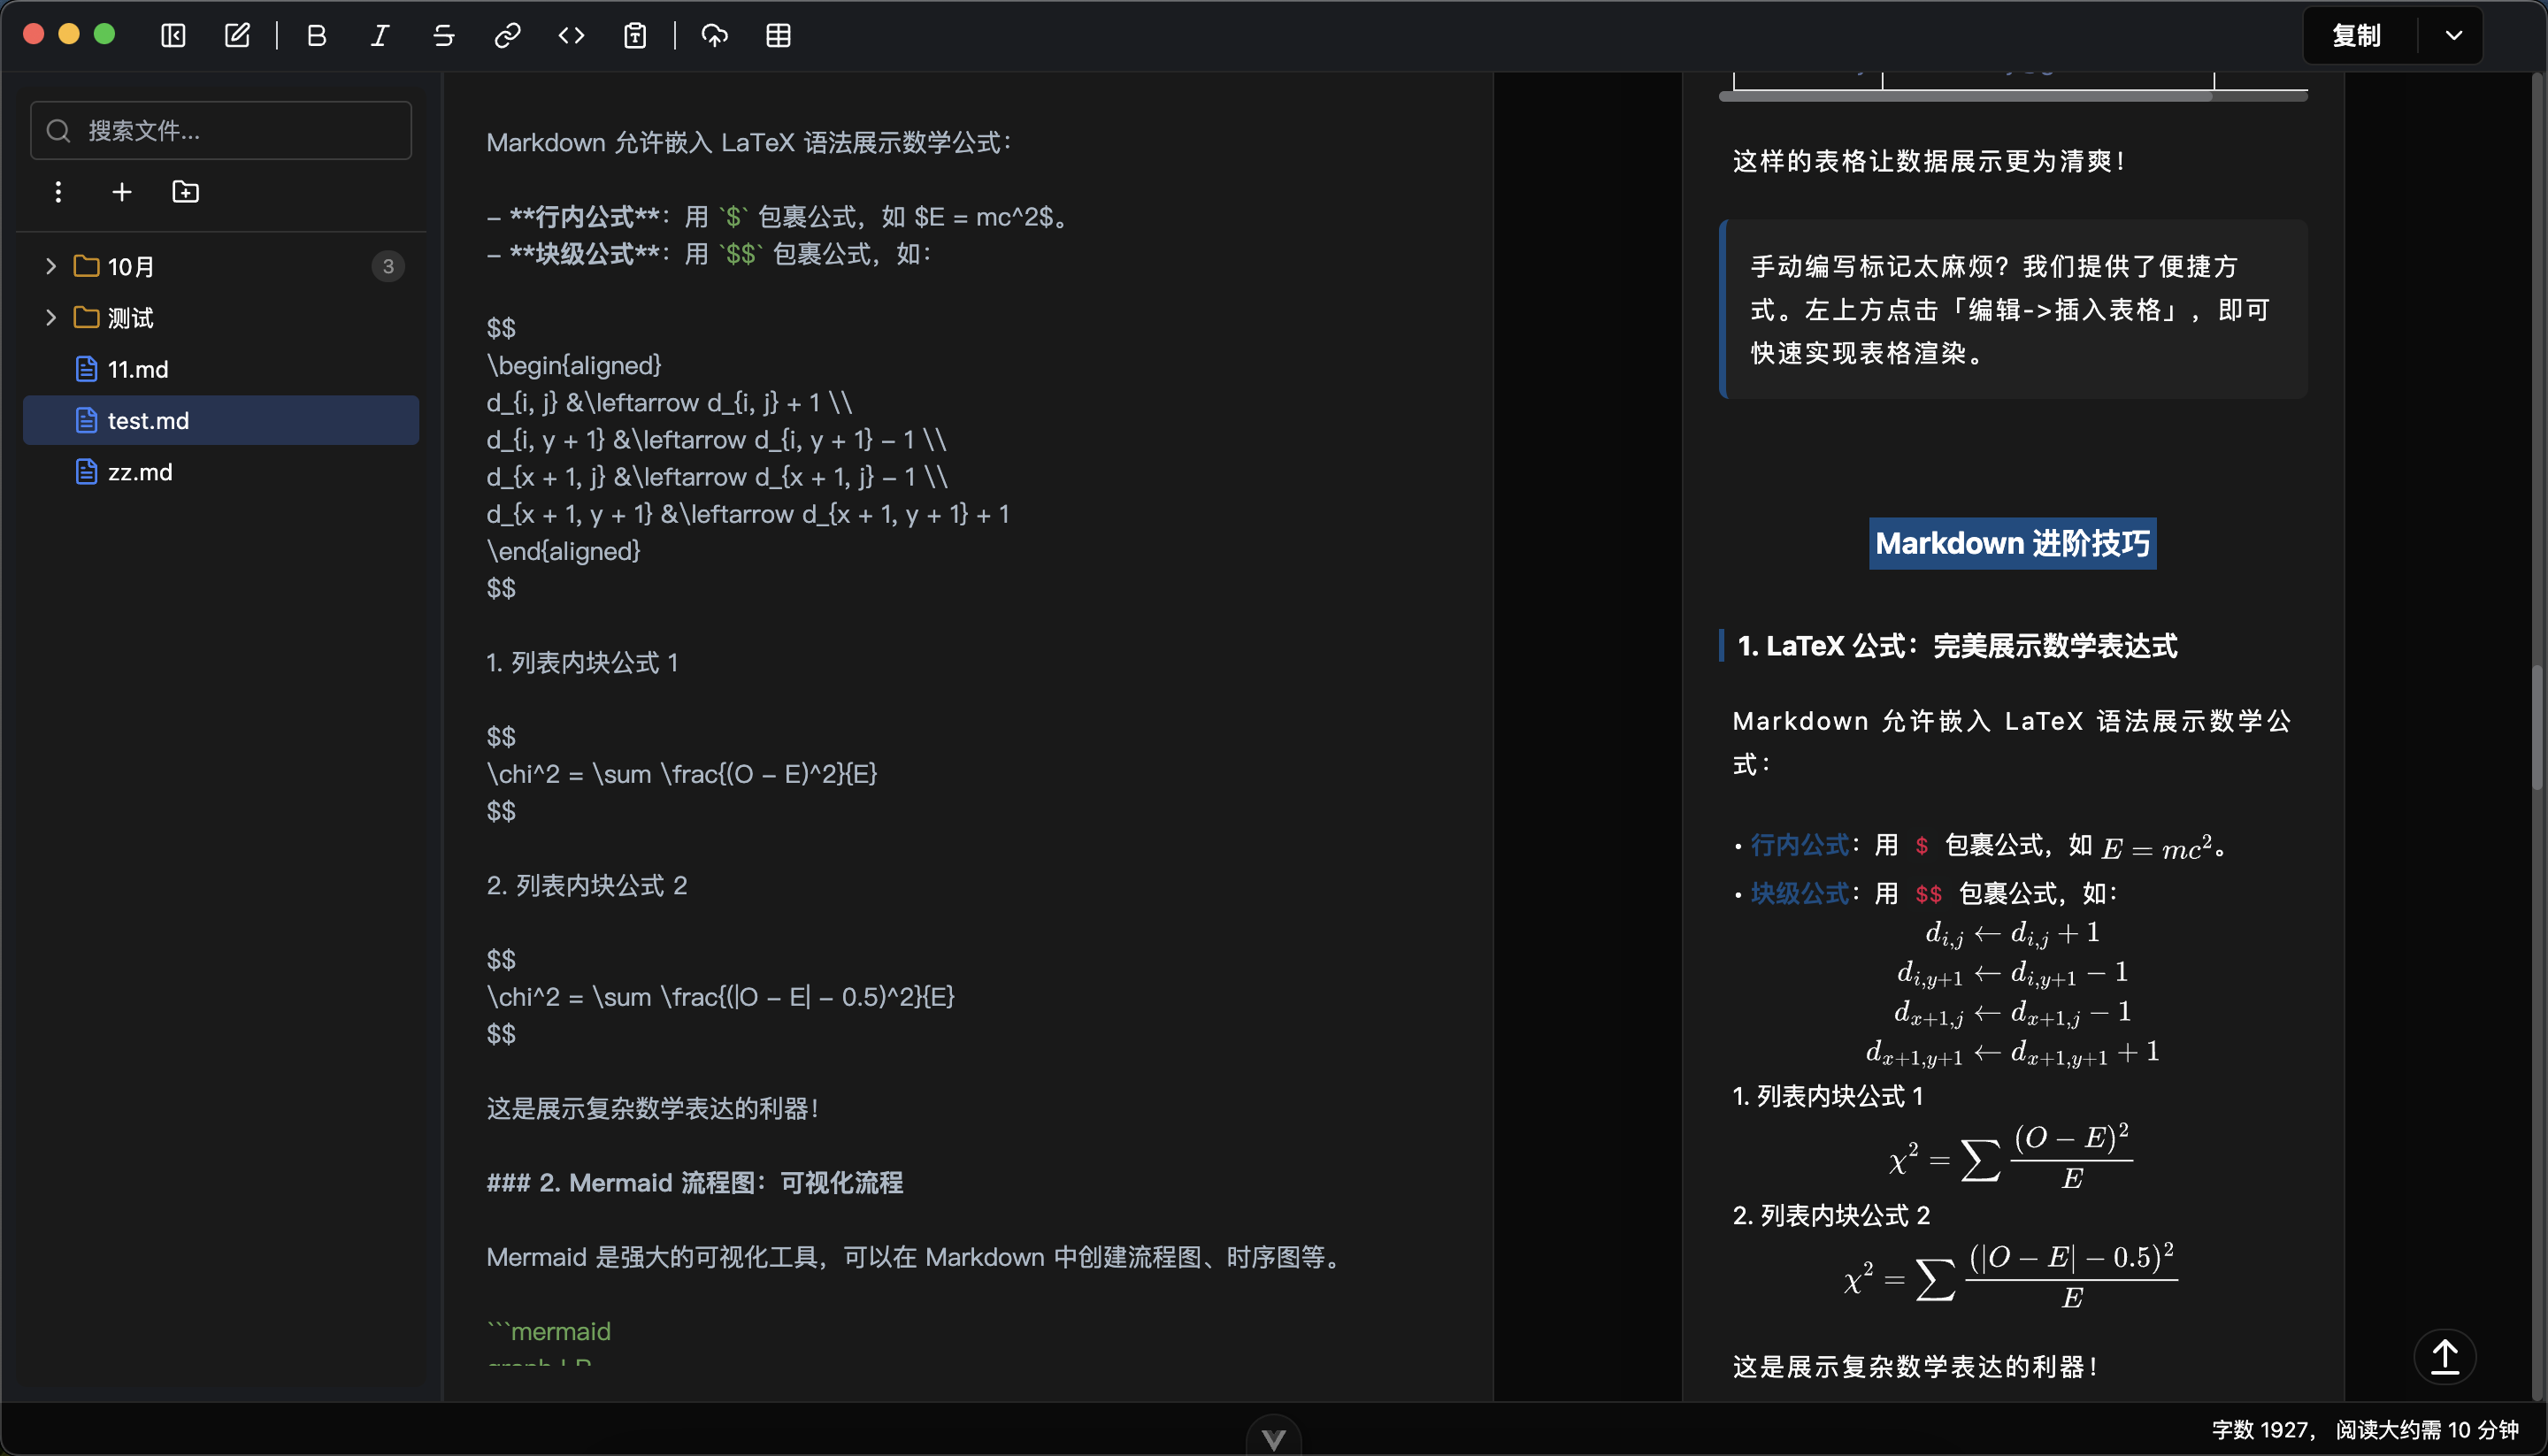 复制
搜索文件...
10月
3
测试
11.md
test.md
zz.md
Markdown 允许嵌入 LaTeX 语法展示数学公式：
- **行内公式**：用 `$` 包裹公式，如 $E = mc^2$。
- **块级公式**：用 `$$` 包裹公式，如：
$$
\begin{aligned}
d_{i, j} &\leftarrow d_{i, j} + 1 \\
d_{i, y + 1} &\leftarrow d_{i, y + 1} - 1 \\
d_{x + 1, j} &\leftarrow d_{x + 1, j} - 1 \\
d_{x + 1, y + 1} &\leftarrow d_{x + 1, y + 1} + 1
\end{aligned}
$$
1. 列表内块公式 1
$$
\chi^2 = \sum \frac{(O - E)^2}{E}
$$
2. 列表内块公式 2
$$
\chi^2 = \sum \frac{(|O - E| - 0.5)^2}{E}
$$
这是展示复杂数学表达的利器！
### 2. Mermaid 流程图：可视化流程
Mermaid 是强大的可视化工具，可以在 Markdown 中创建流程图、时序图等。
```mermaid
这样的表格让数据展示更为清爽！
手动编写标记太麻烦？我们提供了便捷方
式。左上方点击「编辑->插入表格」，即可
快速实现表格渲染。
Markdown 进阶技巧
1. LaTeX 公式：完美展示数学表达式
Markdown 允许嵌入 LaTeX 语法展示数学公
式：
• 行内公式：用 $ 包裹公式，如 E = mc²。
• 块级公式：用 $$ 包裹公式，如：
d_{i,j} ← d_{i,j} + 1
d_{i,y+1} ← d_{i,y+1} − 1
d_{x+1,j} ← d_{x+1,j} − 1
d_{x+1,y+1} ← d_{x+1,y+1} + 1
1. 列表内块公式 1
χ² = ∑ (O − E)² / E
2. 列表内块公式 2
χ² = ∑ (|O − E| − 0.5)² / E
这是展示复杂数学表达的利器！
字数 1927， 阅读大约需 10 分钟